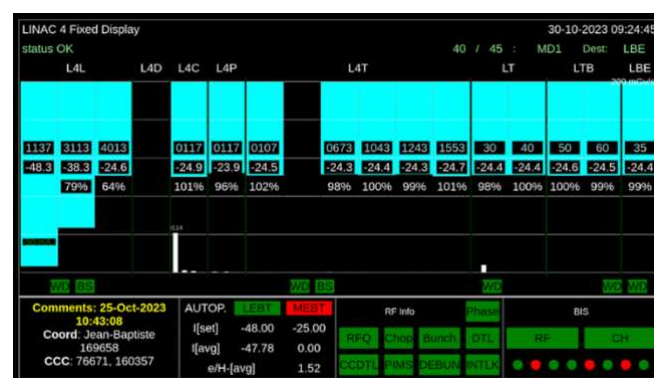 LINAC 4 Fixed Display 30-10-2023 09:24:45
status OK 40 / 45 : MD1 Dest: LBE
L4L L4D L4C L4P L4T LT LTB LBE
1137 3113 4013 0117 0117 0107 0673 1043 1243 1553 30 40 50 60 35
-48.3 -38.3 -24.6 -24.9 -23.9 -24.5 -24.3 -24.4 -24.3 -24.7 -24.4 -24.4 -24.6 -24.5 -24.4
79% 64% 101% 96% 102% 98% 100% 99% 101% 98% 100% 100% 99% 99%
WD BS WD BS WD WD WD WD
Comments: 25-Oct-2023
10:43:08
Coord: Jean-Baptiste
169658
CCC: 76671, 160357
AUTOP. LEBT MEBT
I[set] -48.00 -25.00
I[avg] -47.78 0.00
e/H-[avg] 1.52
RF Info Phase
RFQ Chop Bunch DTL
CCDTL PIMS DEBUN INTLK
BIS
RF CH